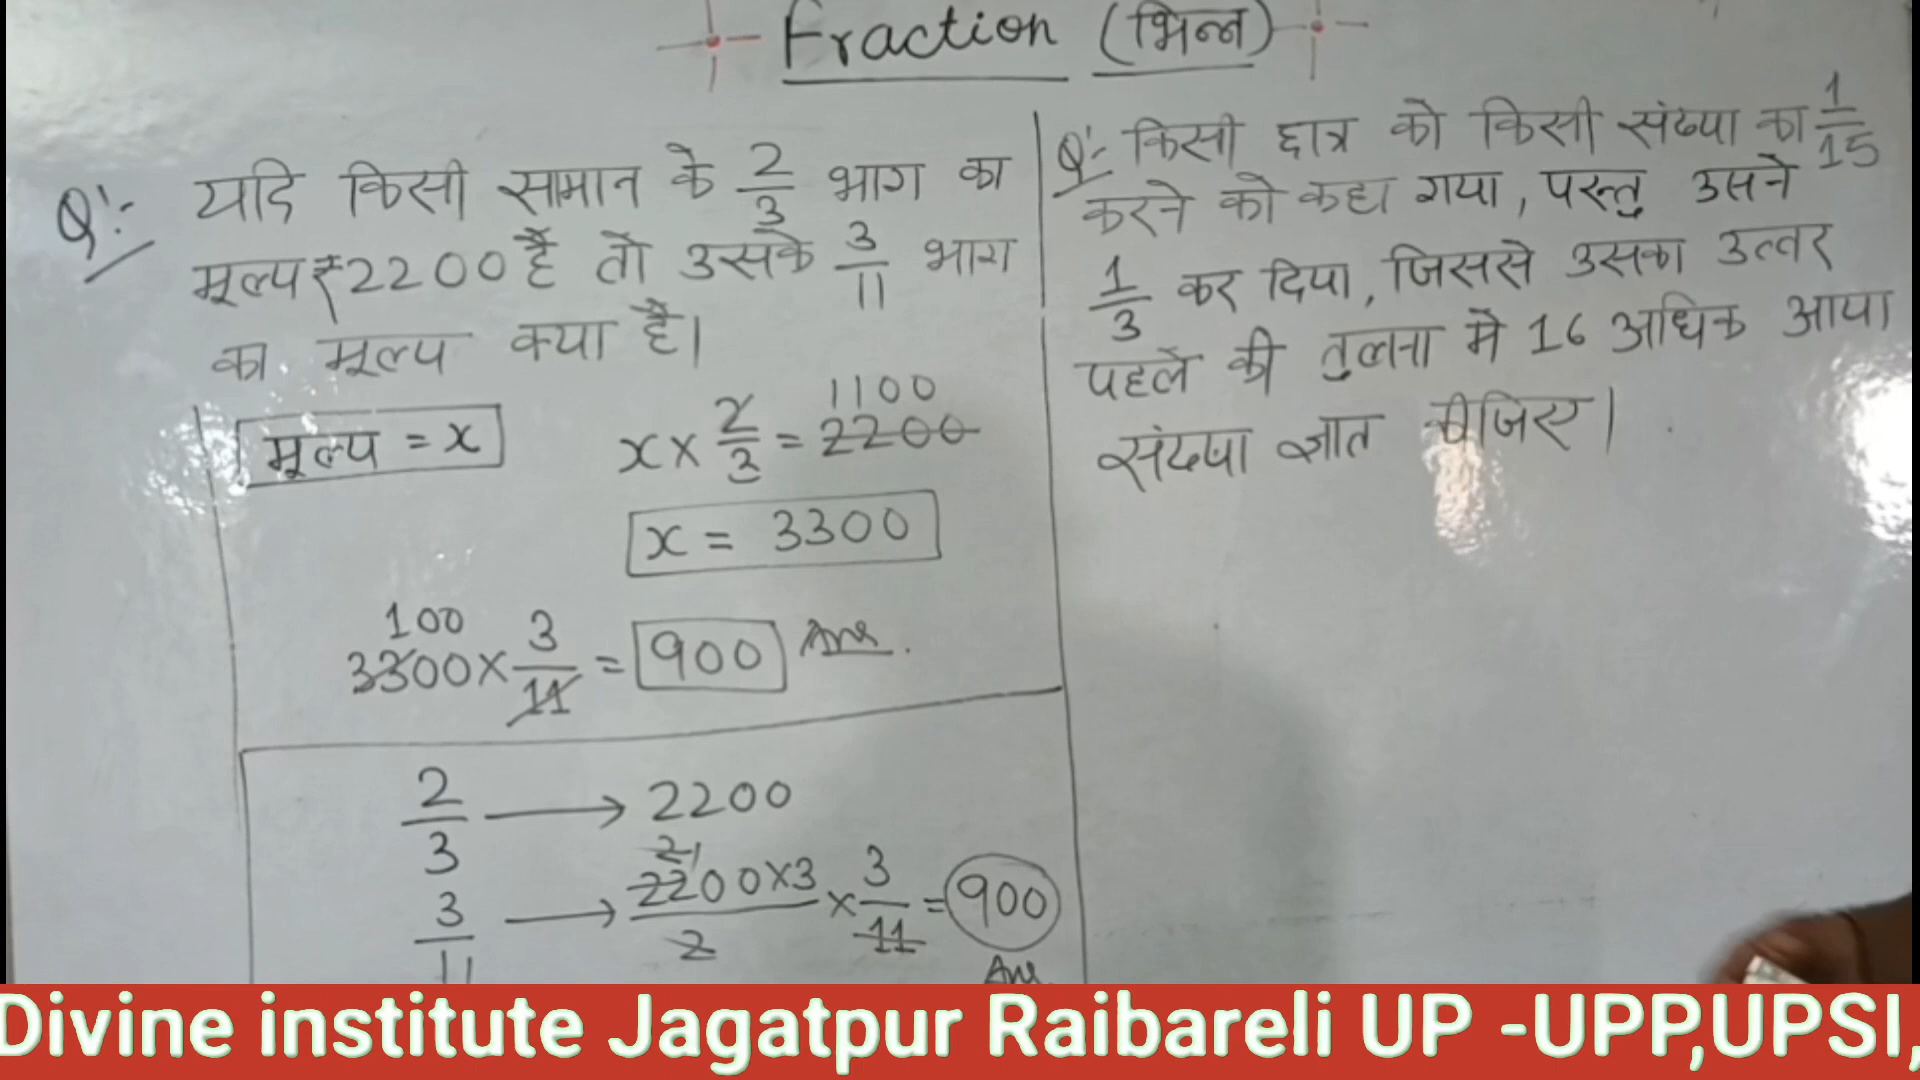 Fraction (भिन्न)
Q':- यदि किसी सामान के 2/3 भाग का
मूल्य ₹2200 है तो उसके 3/11 भाग
का मूल्य क्या है।
मूल्य = x
x × 2/3 = 2200
1100
x = 3300
100
3300 × 3/11 = 900 Ans.
2/3 → 2200
21
3/11 → 2200×3/2 × 3/11 = 900
Ans
Q':- किसी छात्र को किसी संख्या का 1/15
करने को कहा गया, परन्तु उसने
1/3 कर दिया, जिससे उसका उत्तर
पहले की तुलना मे 16 अधिक आया
संख्या ज्ञात कीजिए।
Divine institute Jagatpur Raibareli UP -UPP,UPSI,